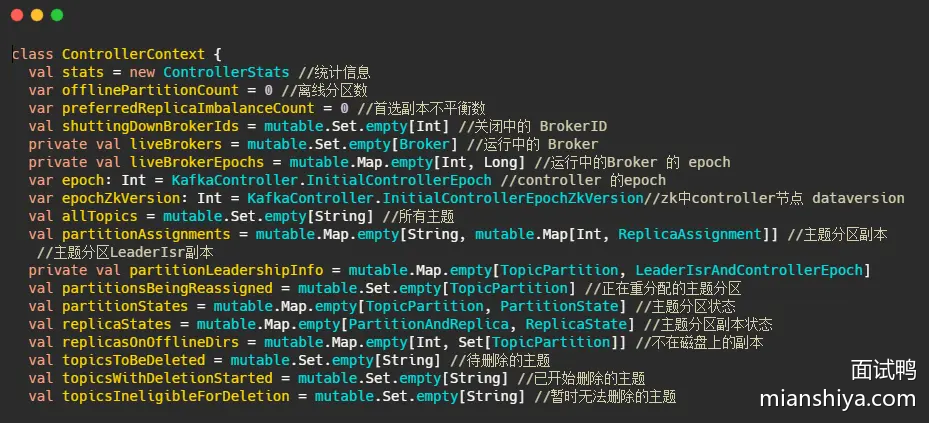 class ControllerContext {
val stats = new ControllerStats //统计信息
var offlinePartitionCount = 0 //离线分区数
var preferredReplicaImbalanceCount = 0 //首选副本不平衡数
val shuttingDownBrokerIds = mutable.Set.empty[Int] //关闭中的 BrokerID
private val liveBrokers = mutable.Set.empty[Broker] //运行中的 Broker
private val liveBrokerEpochs = mutable.Map.empty[Int, Long] //运行中的Broker 的 epoch
var epoch: Int = KafkaController.InitialControllerEpoch //controller 的epoch
var epochZkVersion: Int = KafkaController.InitialControllerEpochZkVersion//zk中controller节点 dataversion
val allTopics = mutable.Set.empty[String] //所有主题
val partitionAssignments = mutable.Map.empty[String, mutable.Map[Int, ReplicaAssignment]] //主题分区副本
//主题分区LeaderIsr副本
private val partitionLeadershipInfo = mutable.Map.empty[TopicPartition, LeaderIsrAndControllerEpoch]
val partitionsBeingReassigned = mutable.Set.empty[TopicPartition] //正在重分配的主题分区
val partitionStates = mutable.Map.empty[TopicPartition, PartitionState] //主题分区状态
val replicaStates = mutable.Map.empty[PartitionAndReplica, ReplicaState] //主题分区副本状态
val replicasOnOfflineDirs = mutable.Map.empty[Int, Set[TopicPartition]] //不在磁盘上的副本
val topicsToBeDeleted = mutable.Set.empty[String] //待删除的主题
val topicsWithDeletionStarted = mutable.Set.empty[String] //已开始删除的主题
val topicsIneligibleForDeletion = mutable.Set.empty[String] //暂时无法删除的主题
面试鸭
mianshiya.com